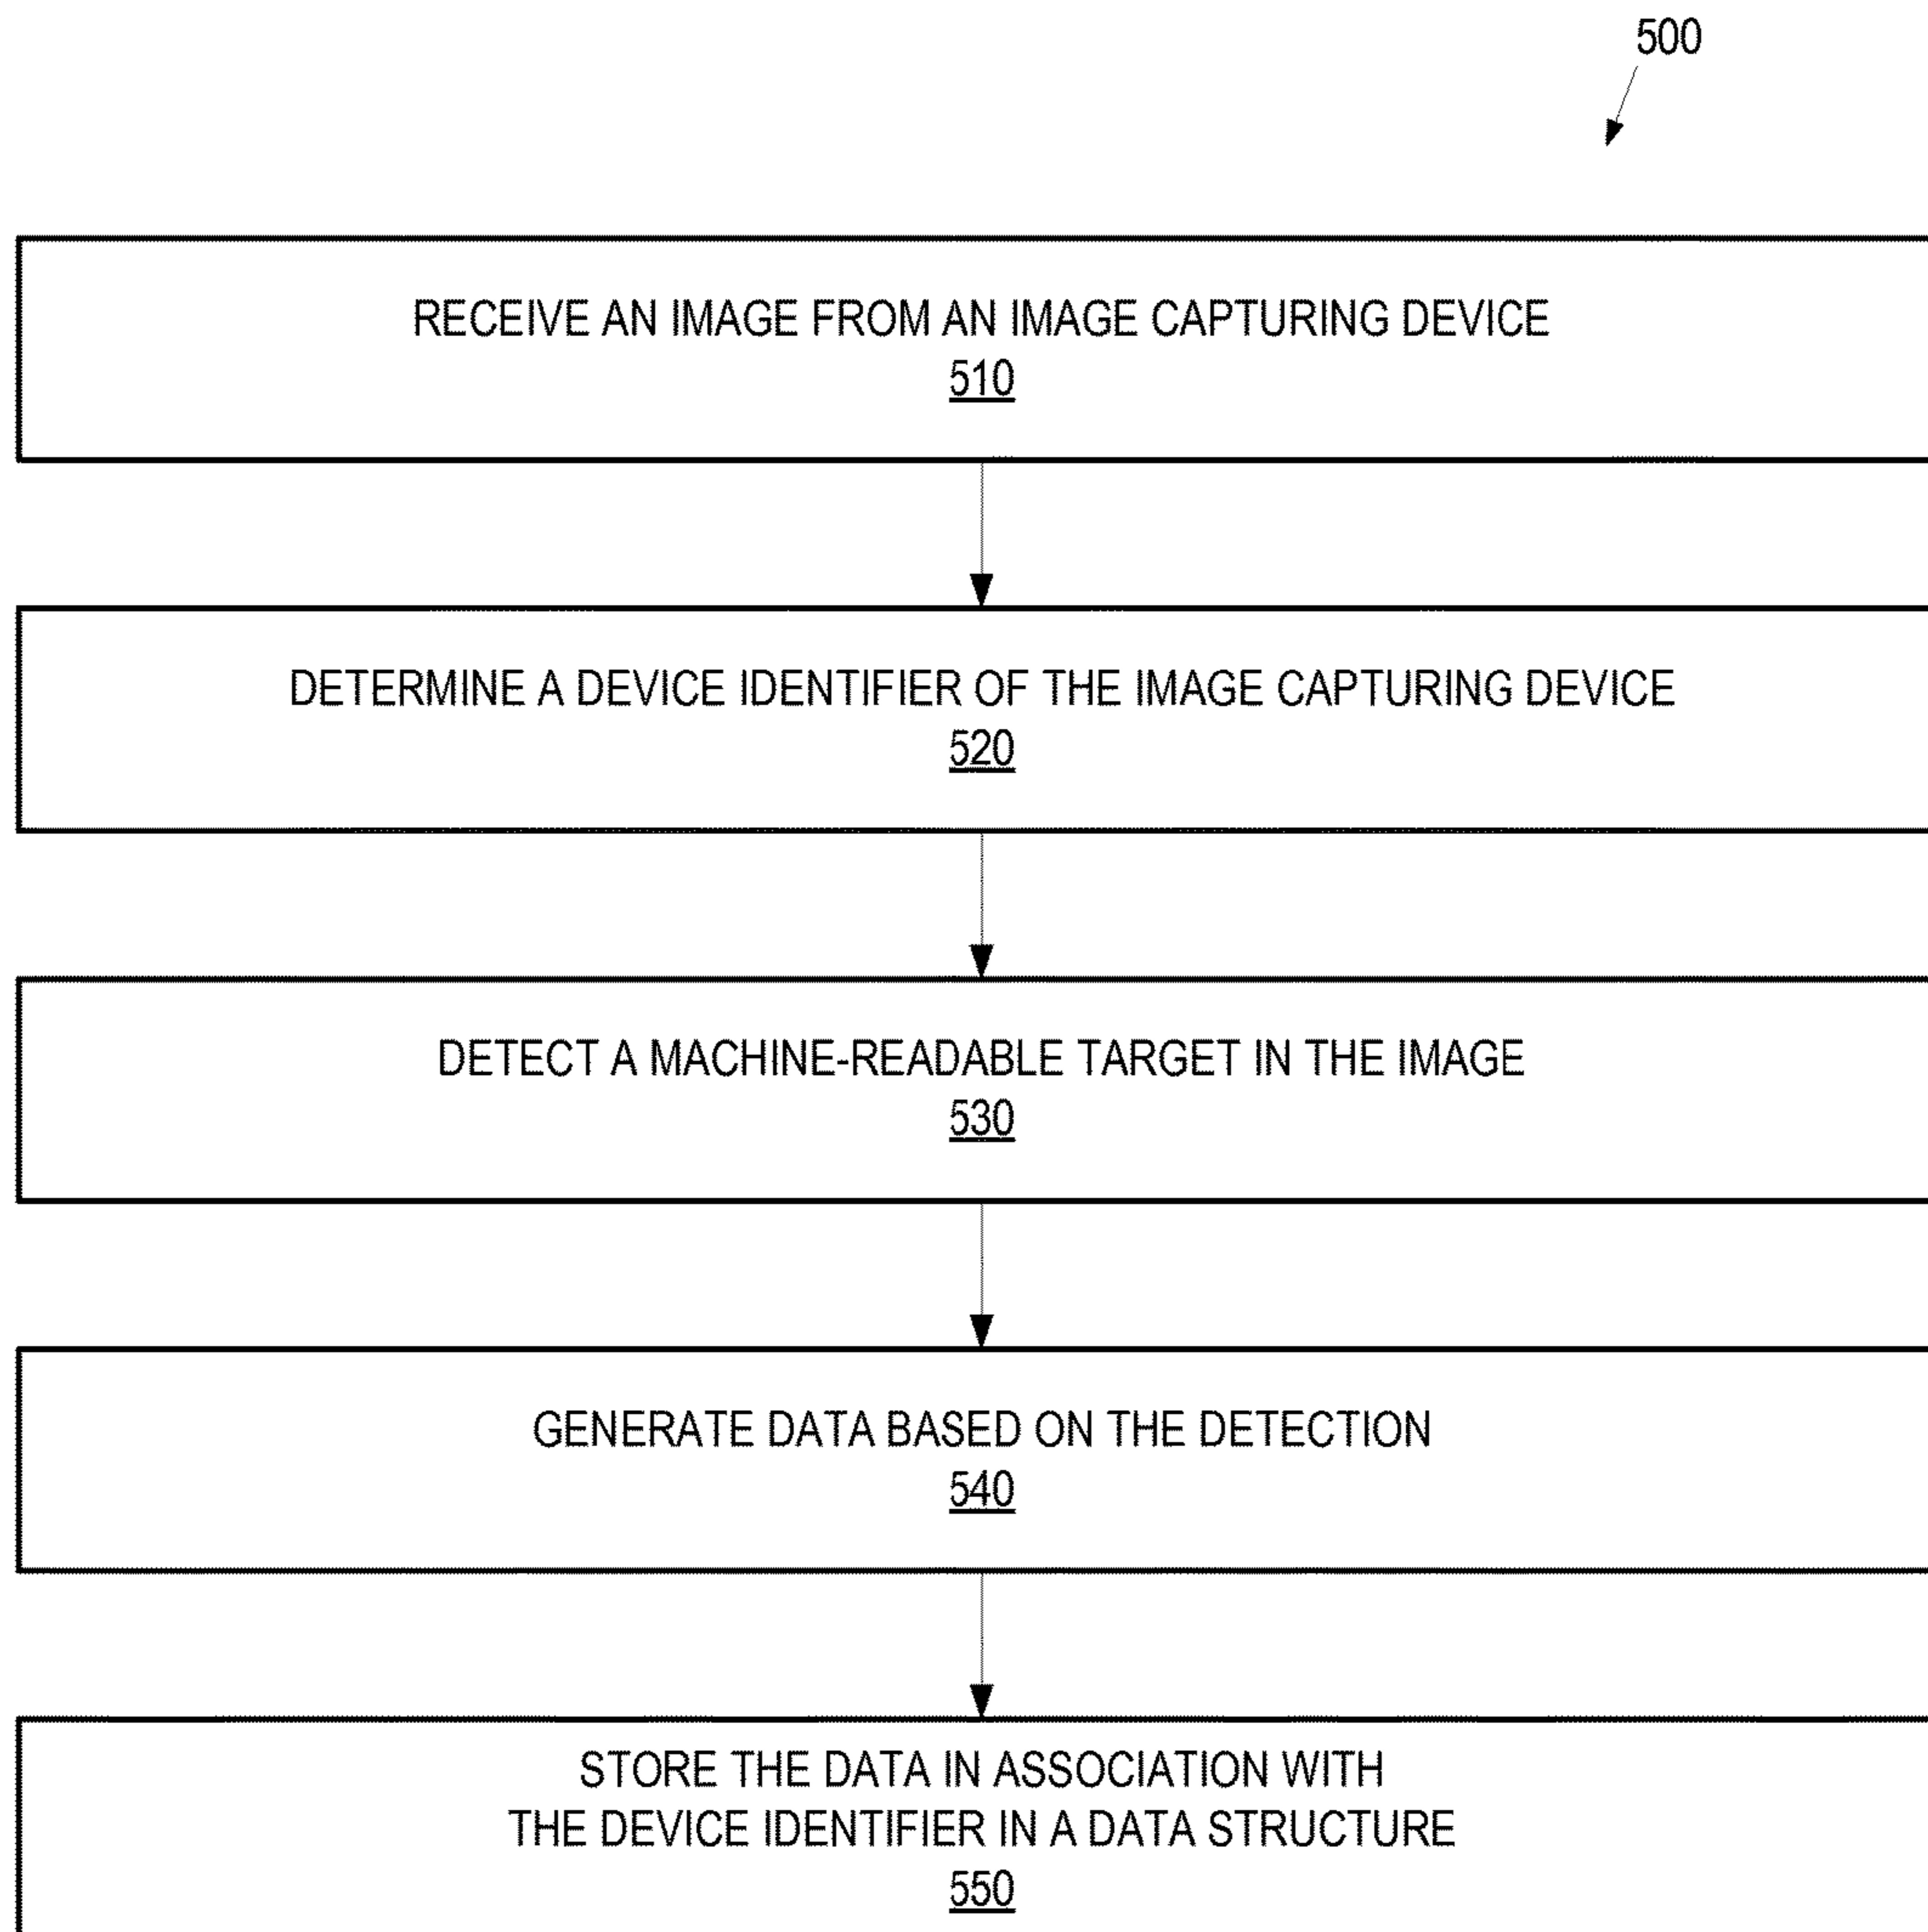 500
RECEIVE AN IMAGE FROM AN IMAGE CAPTURING DEVICE
510
DETERMINE A DEVICE IDENTIFIER OF THE IMAGE CAPTURING DEVICE
520
DETECT A MACHINE-READABLE TARGET IN THE IMAGE
530
GENERATE DATA BASED ON THE DETECTION
540
STORE THE DATA IN ASSOCIATION WITH
THE DEVICE IDENTIFIER IN A DATA STRUCTURE
550